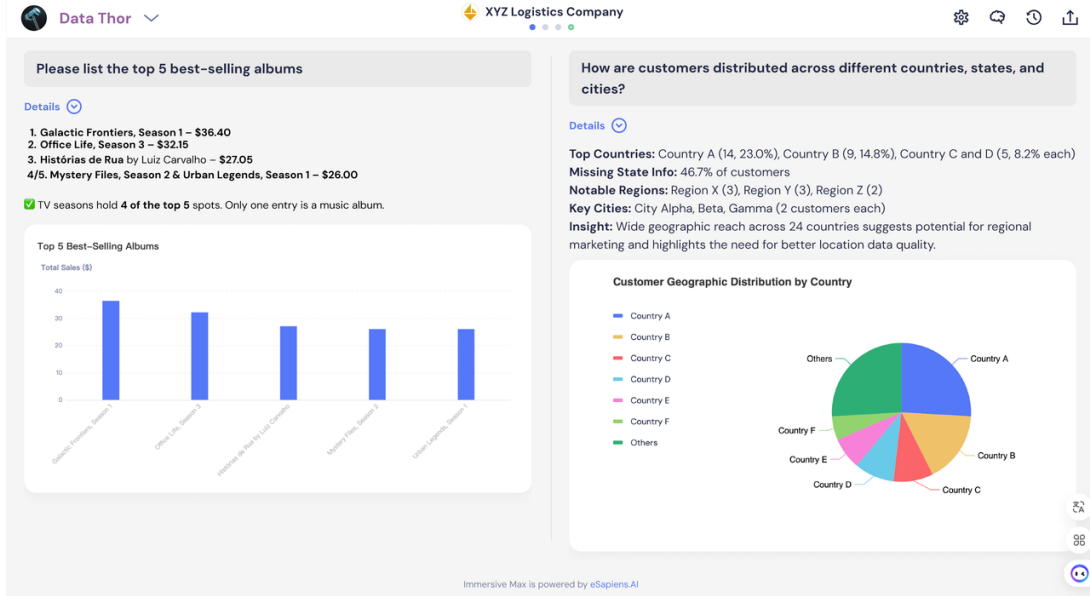 Data Thor
XYZ Logistics Company
Please list the top 5 best-selling albums
Details
1. Galactic Frontiers, Season 1 – $36.40
2. Office Life, Season 3 – $32.15
3. Histórias de Rua by Luiz Carvalho – $27.05
4/5. Mystery Files, Season 2 & Urban Legends, Season 1 – $26.00
✅ TV seasons hold 4 of the top 5 spots. Only one entry is a music album.
Top 5 Best-Selling Albums
Total Sales ($)
40
30
20
10
0
Galactic Frontiers, Season 1
Office Life, Season 3
Histórias de Rua by Luiz Carvalho
Mystery Files, Season 2
Urban Legends, Season 1
How are customers distributed across different countries, states, and
cities?
Details
Top Countries: Country A (14, 23.0%), Country B (9, 14.8%), Country C and D (5, 8.2% each)
Missing State Info: 46.7% of customers
Notable Regions: Region X (3), Region Y (3), Region Z (2)
Key Cities: City Alpha, Beta, Gamma (2 customers each)
Insight: Wide geographic reach across 24 countries suggests potential for regional
marketing and highlights the need for better location data quality.
Customer Geographic Distribution by Country
Country A
Country B
Country C
Country D
Country E
Country F
Others
Others
Country A
Country F
Country B
Country E
Country D
Country C
Immersive Max is powered by eSapiens.AI